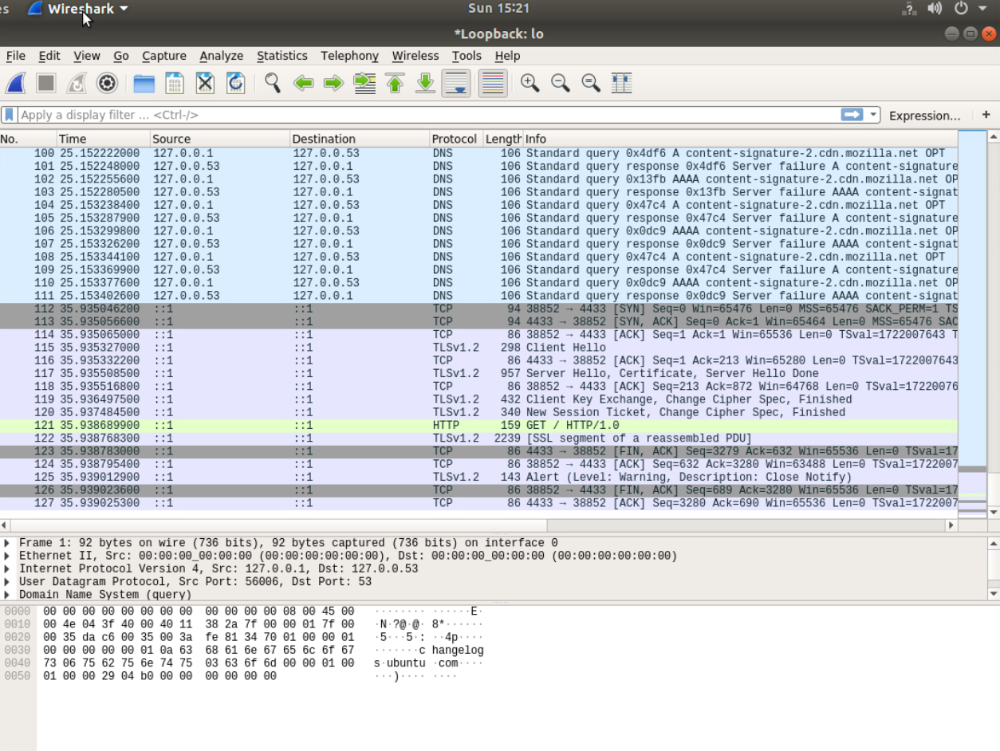 es Wireshark Sun 15:21
*Loopback: lo
File Edit View Go Capture Analyze Statistics Telephony Wireless Tools Help
Apply a display filter ... <Ctrl-/> Expression... +
No. Time Source Destination Protocol Length Info
100 25.152222000 127.0.0.1 127.0.0.53 DNS 106 Standard query 0x4df6 A content-signature-2.cdn.mozilla.net OPT
101 25.152248000 127.0.0.53 127.0.0.1 DNS 106 Standard query response 0x4df6 Server failure A content-signature
102 25.152255600 127.0.0.1 127.0.0.53 DNS 106 Standard query 0x13fb AAAA content-signature-2.cdn.mozilla.net OP
103 25.152280500 127.0.0.53 127.0.0.1 DNS 106 Standard query response 0x13fb Server failure AAAA content-signat
104 25.153238400 127.0.0.1 127.0.0.53 DNS 106 Standard query 0x47c4 A content-signature-2.cdn.mozilla.net OPT
105 25.153287900 127.0.0.53 127.0.0.1 DNS 106 Standard query response 0x47c4 Server failure A content-signature
106 25.153299800 127.0.0.1 127.0.0.53 DNS 106 Standard query 0x0dc9 AAAA content-signature-2.cdn.mozilla.net OP
107 25.153326200 127.0.0.53 127.0.0.1 DNS 106 Standard query response 0x0dc9 Server failure AAAA content-signat
108 25.153344100 127.0.0.1 127.0.0.53 DNS 106 Standard query 0x47c4 A content-signature-2.cdn.mozilla.net OPT
109 25.153369900 127.0.0.53 127.0.0.1 DNS 106 Standard query response 0x47c4 Server failure A content-signature
110 25.153377600 127.0.0.1 127.0.0.53 DNS 106 Standard query 0x0dc9 AAAA content-signature-2.cdn.mozilla.net OP
111 25.153402600 127.0.0.53 127.0.0.1 DNS 106 Standard query response 0x0dc9 Server failure AAAA content-signat
112 35.935046200 ::1 ::1 TCP 94 38852 → 4433 [SYN] Seq=0 Win=65476 Len=0 MSS=65476 SACK_PERM=1 TS
113 35.935056600 ::1 ::1 TCP 94 4433 → 38852 [SYN, ACK] Seq=0 Ack=1 Win=65464 Len=0 MSS=65476 SAC
114 35.935065000 ::1 ::1 TCP 86 38852 → 4433 [ACK] Seq=1 Ack=1 Win=65536 Len=0 TSval=1722007643 T
115 35.935327000 ::1 ::1 TLSv1.2 298 Client Hello
116 35.935332200 ::1 ::1 TCP 86 4433 → 38852 [ACK] Seq=1 Ack=213 Win=65280 Len=0 TSval=1722007643
117 35.935508500 ::1 ::1 TLSv1.2 957 Server Hello, Certificate, Server Hello Done
118 35.935516800 ::1 ::1 TCP 86 38852 → 4433 [ACK] Seq=213 Ack=872 Win=64768 Len=0 TSval=17220076
119 35.936497500 ::1 ::1 TLSv1.2 432 Client Key Exchange, Change Cipher Spec, Finished
120 35.937484500 ::1 ::1 TLSv1.2 340 New Session Ticket, Change Cipher Spec, Finished
121 35.938689900 ::1 ::1 HTTP 159 GET / HTTP/1.0
122 35.938768300 ::1 ::1 TLSv1.2 2239 [SSL segment of a reassembled PDU]
123 35.938783000 ::1 ::1 TCP 86 4433 → 38852 [FIN, ACK] Seq=3279 Ack=632 Win=65536 Len=0 TSval=17
124 35.938795400 ::1 ::1 TCP 86 38852 → 4433 [ACK] Seq=632 Ack=3280 Win=63488 Len=0 TSval=1722007
125 35.939012900 ::1 ::1 TLSv1.2 143 Alert (Level: Warning, Description: Close Notify)
126 35.939023600 ::1 ::1 TCP 86 38852 → 4433 [FIN, ACK] Seq=689 Ack=3280 Win=65536 Len=0 TSval=17
127 35.939025300 ::1 ::1 TCP 86 4433 → 38852 [ACK] Seq=3280 Ack=690 Win=65536 Len=0 TSval=1722007
Frame 1: 92 bytes on wire (736 bits), 92 bytes captured (736 bits) on interface 0
Ethernet II, Src: 00:00:00_00:00:00 (00:00:00:00:00:00), Dst: 00:00:00_00:00:00 (00:00:00:00:00:00)
Internet Protocol Version 4, Src: 127.0.0.1, Dst: 127.0.0.53
User Datagram Protocol, Src Port: 56006, Dst Port: 53
Domain Name System (query)
0000 00 00 00 00 00 00 00 00 00 00 00 00 08 00 45 00 ········ ······E·
0010 00 4e 04 3f 40 00 40 11 38 2a 7f 00 00 01 7f 00 ·N·?@·@· 8*······
0020 00 35 da c6 00 35 00 3a fe 81 34 70 01 00 00 01 ·5···5·: ··4p····
0030 00 00 00 00 00 01 0a 63 68 61 6e 67 65 6c 6f 67 ·······c hangelog
0040 73 06 75 62 75 6e 74 75 03 63 6f 6d 00 00 01 00 s·ubuntu ·com····
0050 01 00 00 29 04 b0 00 00 00 00 00 00 ···)···· ····